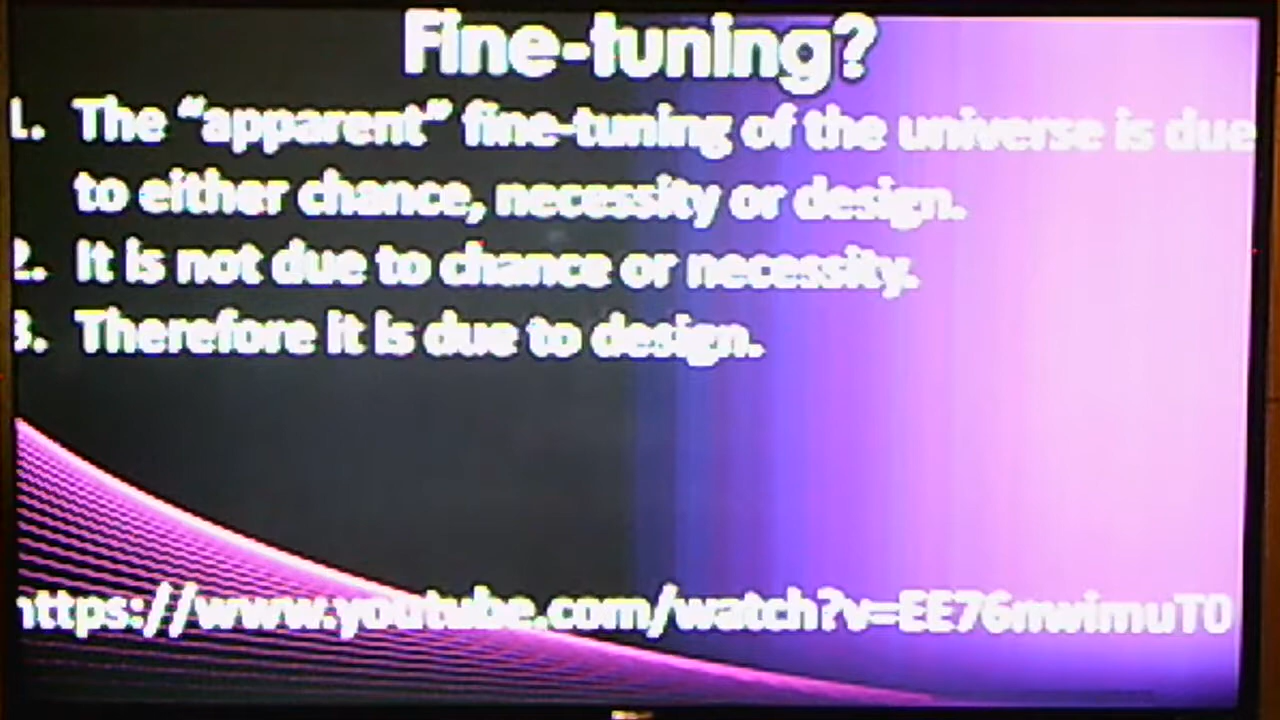 Fine-tuning?
1. The “apparent” fine-tuning of the universe is due
to either chance, necessity or design.
2. It is not due to chance or necessity.
3. Therefore it is due to design.
https://www.youtube.com/watch?v=EE76nwimuT0